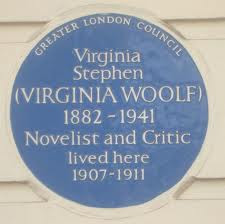 GREATER LONDON COUNCIL
Virginia
Stephen
(VIRGINIA WOOLF)
1882-1941
Novelist and Critic
lived here
1907-1911